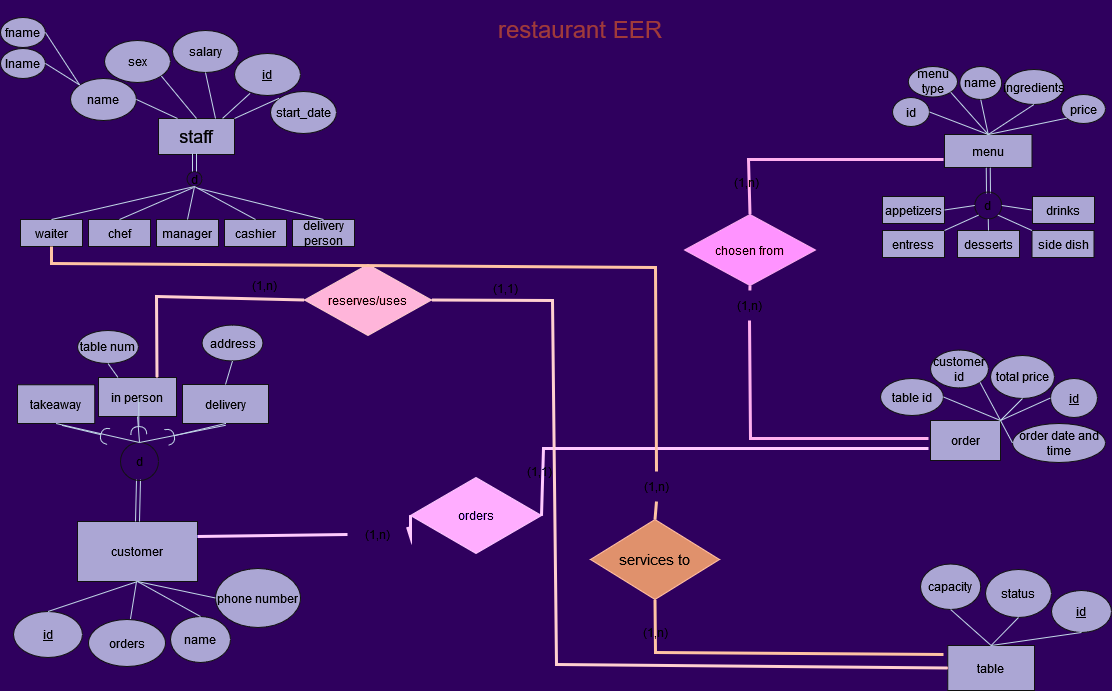 restaurant EER
fname
lname
name
sex
salary
id
start_date
staff
d
waiter
chef
manager
cashier
delivery
person
menu
type
name
ingredients
id
price
menu
d
appetizers
drinks
entress
desserts
side dish
(1,n)
chosen from
(1,n)
(1,n)
reserves/uses
(1,1)
table num
address
takeaway
in person
delivery
d
customer
id
total price
table id
id
order
order date and
time
(1,1)
(1,n)
orders
(1,n)
customer
services to
(1,n)
id
orders
name
phone number
capacity
status
id
table